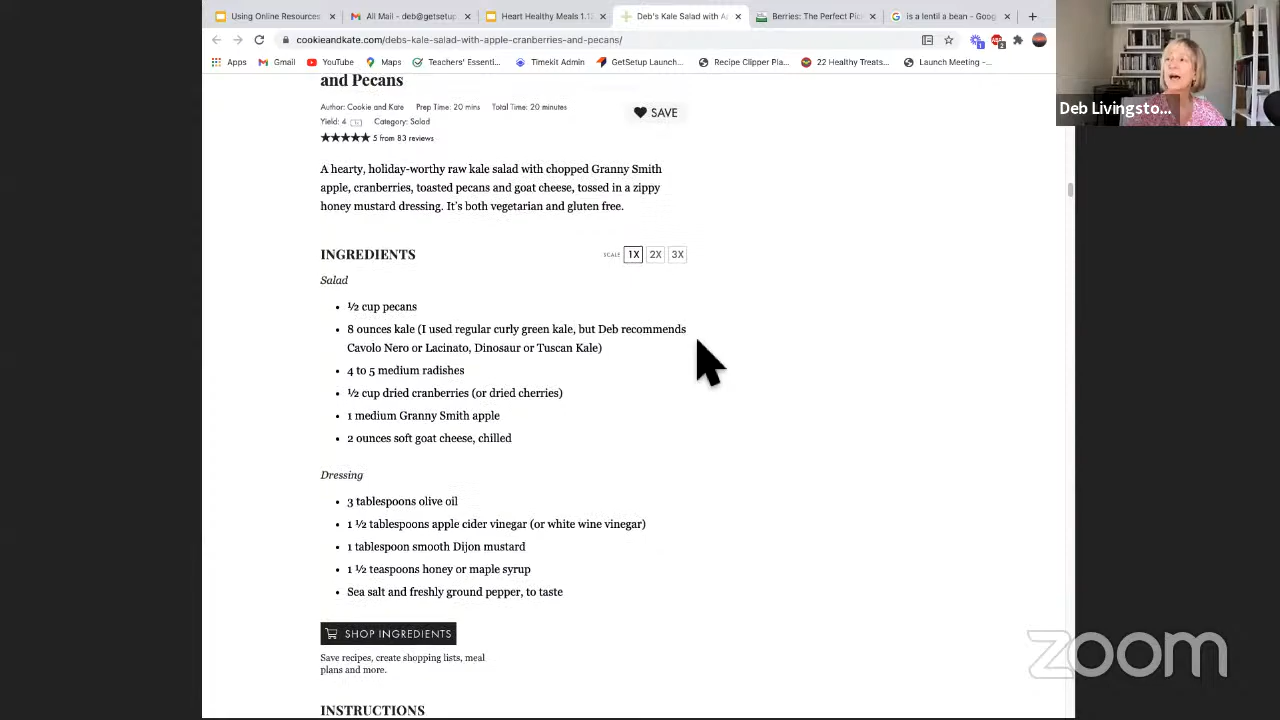 Using Online Resources
All Mail - deb@getsetup
Heart Healthy Meals 1.1
Deb's Kale Salad with A
Berries: The Perfect Pi
is a lentil a bean - Goog
cookieandkate.com/debs-kale-salad-with-apple-cranberries-and-pecans/
Apps
Gmail
YouTube
Maps
Teachers' Essenti...
Timekit Admin
GetSetup Launch...
Recipe Clipper Pla...
22 Healthy Treats...
Launch Meeting -...
Deb Livingsto...
and Pecans
Author: Cookie and Kate Prep Time: 20 mins Total Time: 20 minutes
Yield: 4 Category: Salad
5 from 83 reviews
SAVE
A hearty, holiday-worthy raw kale salad with chopped Granny Smith
apple, cranberries, toasted pecans and goat cheese, tossed in a zippy
honey mustard dressing. It's both vegetarian and gluten free.
INGREDIENTS
SCALE 1X 2X 3X
Salad
½ cup pecans
8 ounces kale (I used regular curly green kale, but Deb recommends
Cavolo Nero or Lacinato, Dinosaur or Tuscan Kale)
4 to 5 medium radishes
½ cup dried cranberries (or dried cherries)
1 medium Granny Smith apple
2 ounces soft goat cheese, chilled
Dressing
3 tablespoons olive oil
1 ½ tablespoons apple cider vinegar (or white wine vinegar)
1 tablespoon smooth Dijon mustard
1 ½ teaspoons honey or maple syrup
Sea salt and freshly ground pepper, to taste
SHOP INGREDIENTS
Save recipes, create shopping lists, meal
plans and more.
INSTRUCTIONS
zoom